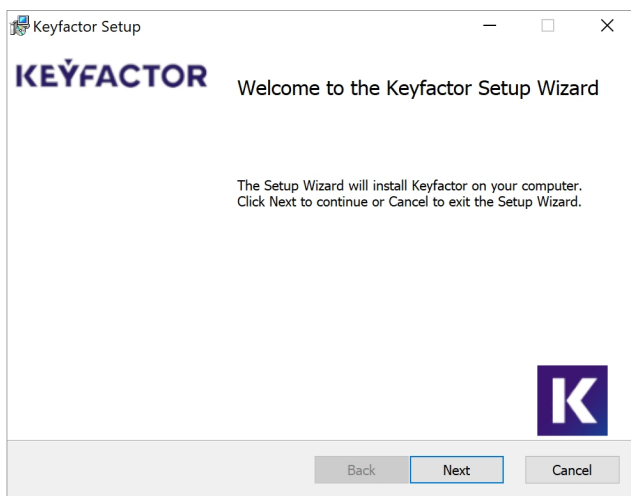 Keyfactor Setup
KEYFACTOR
Welcome to the Keyfactor Setup Wizard
The Setup Wizard will install Keyfactor on your computer.
Click Next to continue or Cancel to exit the Setup Wizard.
K
Back
Next
Cancel